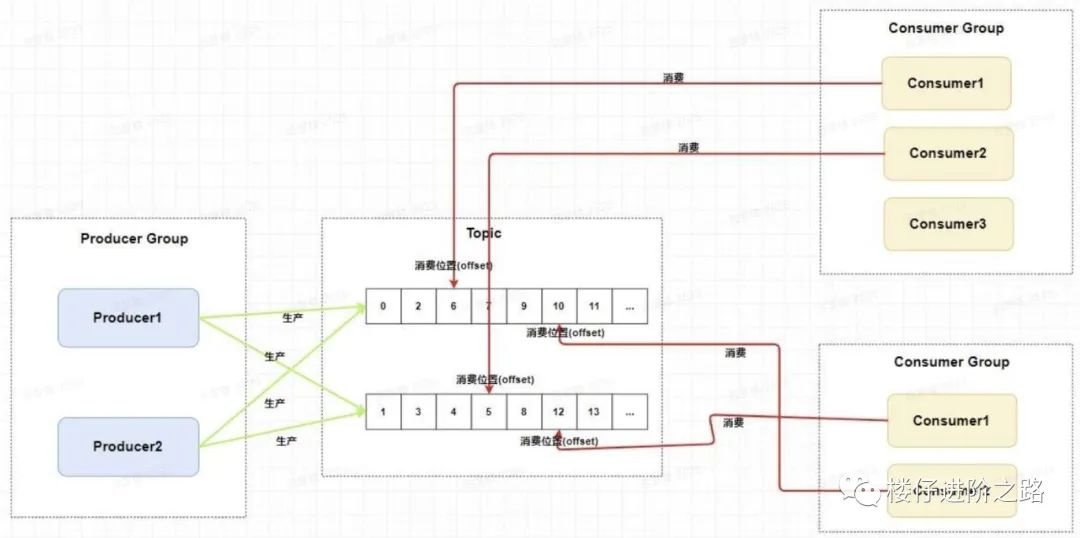 Consumer Group
Consumer1
消费
Consumer2
消费
Consumer3
Producer Group
Producer1
Producer2
生产
生产
生产
生产
Topic
消费位置(offset)
0 2 6 7 9 10 11 ...
消费位置(offset)
消费位置(offset)
1 3 4 5 8 12 13 ...
消费位置(offset)
消费
消费
Consumer Group
Consumer1
Consumer2
楼仔进阶之路